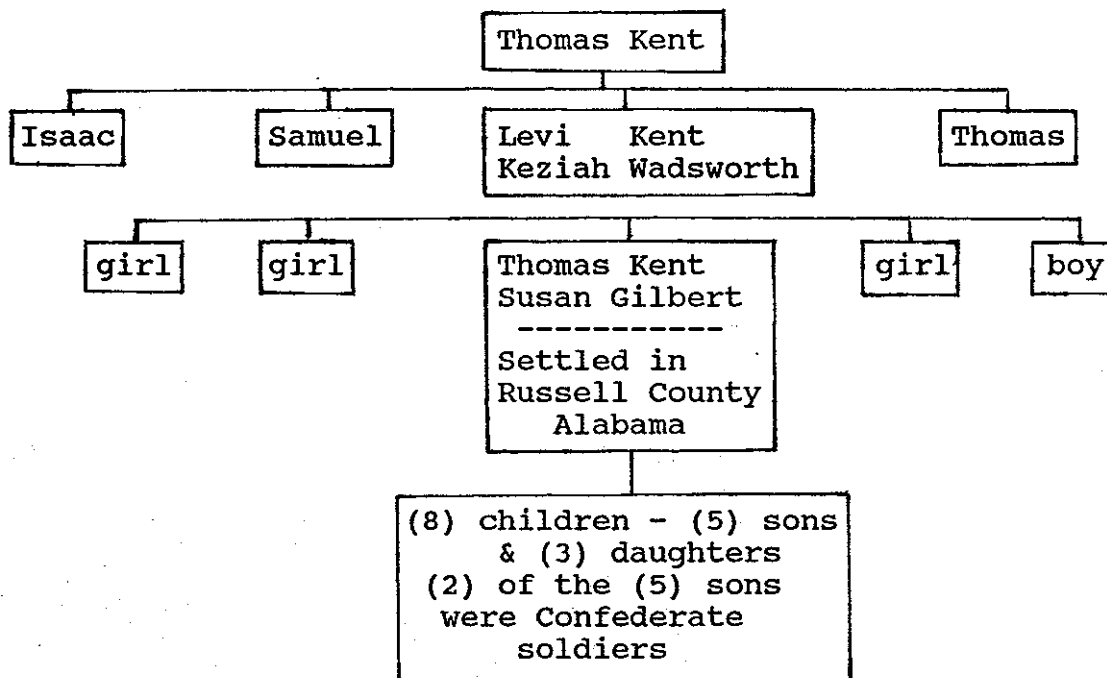 Thomas Kent
Isaac
Samuel
Levi Kent
Keziah Wadsworth
Thomas
girl
girl
Thomas Kent
Susan Gilbert
-----------
Settled in
Russell County
Alabama
girl
boy
(8) children - (5) sons
& (3) daughters
(2) of the (5) sons
were Confederate
soldiers